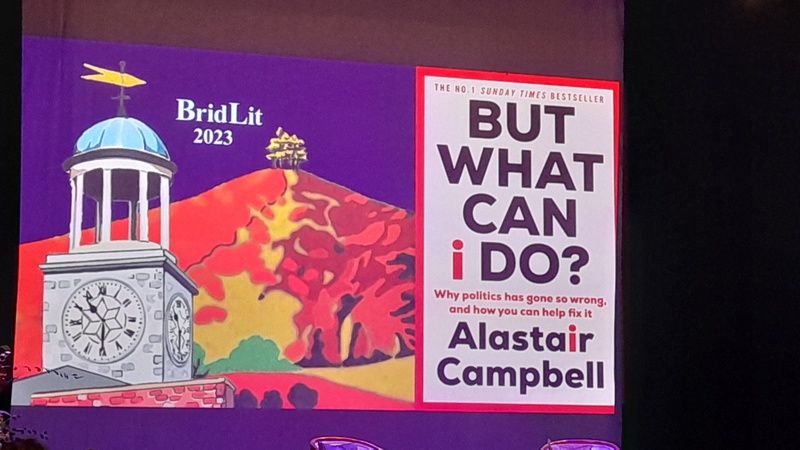 BridLit
2023
THE NO.1 SUNDAY TIMES BESTSELLER
BUT
WHAT
CAN
i DO?
Why politics has gone so wrong,
and how you can help fix it
Alastair
Campbell